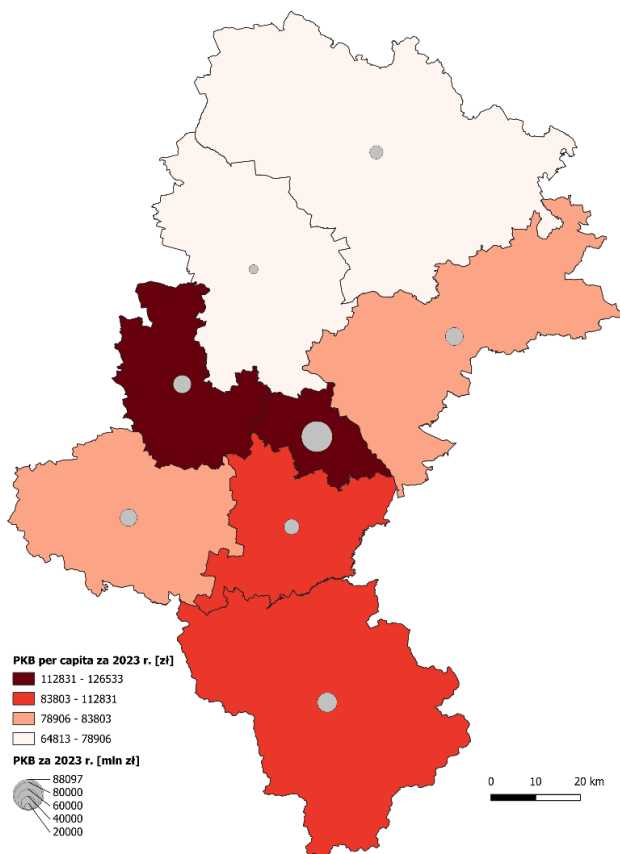 PKB per capita za 2023 r. [zł]
112831 - 126533
83803 - 112831
78906 - 83803
64813 - 78906
PKB za 2023 r. [mln zł]
88097
80000
60000
40000
20000
0 10 20 km